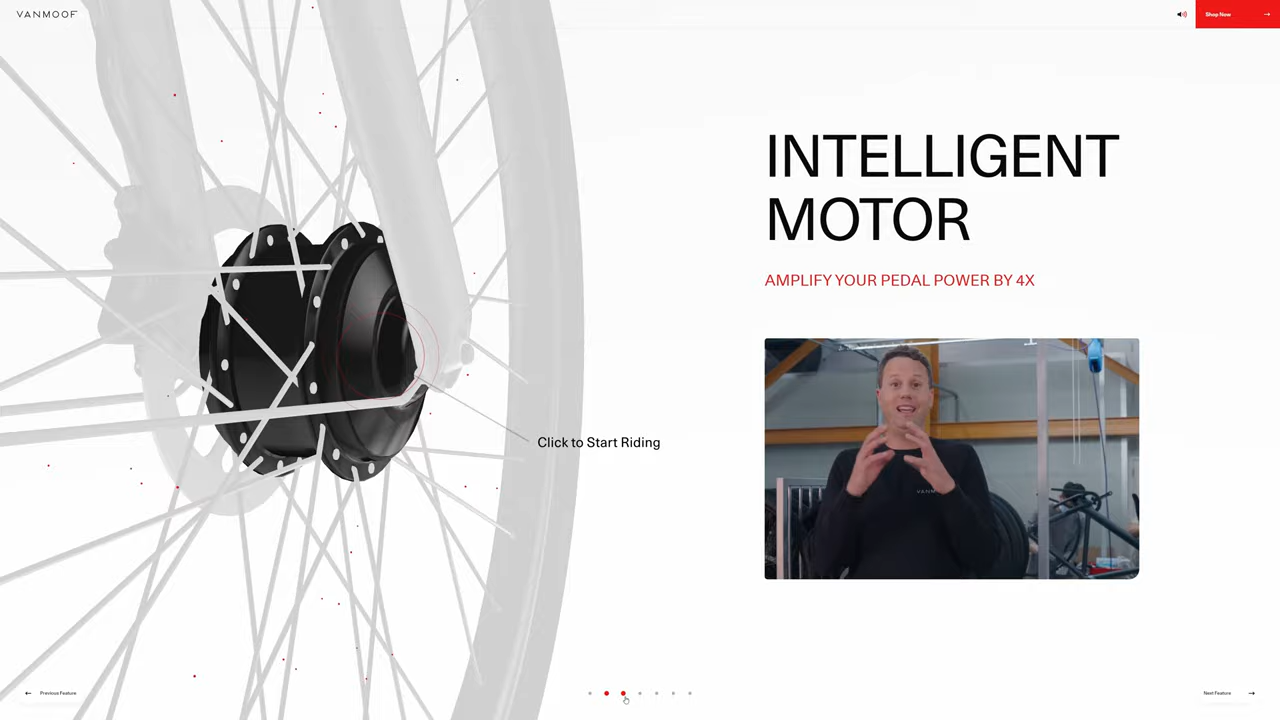 VANMOOF
Shop Now
INTELLIGENT
MOTOR
AMPLIFY YOUR PEDAL POWER BY 4X
Click to Start Riding
VANM
Previous Feature
Next Feature